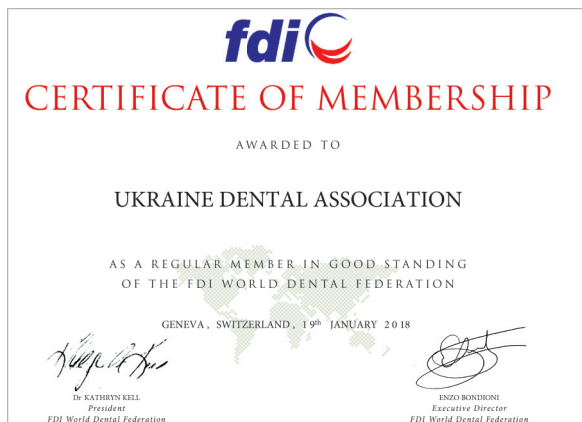 fdi
CERTIFICATE OF MEMBERSHIP
AWARDED TO
UKRAINE DENTAL ASSOCIATION
AS A REGULAR MEMBER IN GOOD STANDING
OF THE FDI WORLD DENTAL FEDERATION
GENEVA, SWITZERLAND, 19th JANUARY 2018
Dr KATHRYN KELL
President
FDI World Dental Federation
ENZO BONDIONI
Executive Director
FDI World Dental Federation